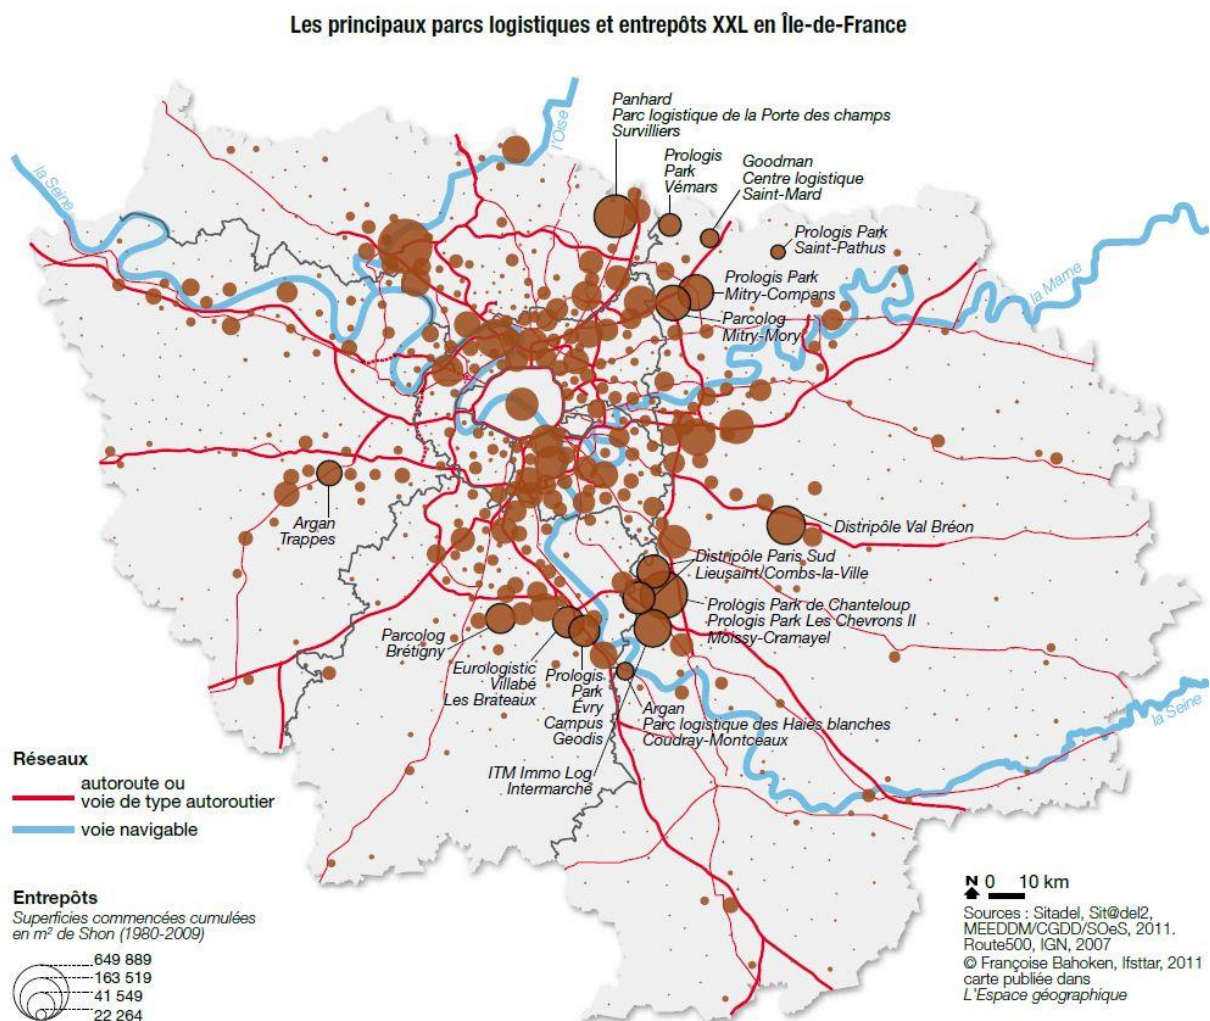 Les principaux parcs logistiques et entrepôts XXL en Île-de-France
Panhard
Parc logistique de la Porte des champs
Survilliers
Prologis
Park
Vémars
Goodman
Centre logistique
Saint-Mard
Prologis Park
Saint-Pathus
l'Oise
la Seine
la Marne
Prologis Park
Mitry-Compans
Parcolog
Mitry-Mory
Argan
Trappes
Distripôle Val Bréon
Distripôle Paris Sud
Lieusaint/Combs-la-Ville
Prologis Park de Chanteloup
Prologis Park Les Chevrons II
Moissy-Cramayel
Parcolog
Brétigny
Eurologistic
Villabé
Les Brateaux
Prologis
Park
Evry
Campus
Geodis
Argan
Parc logistique des Haies blanches
Coudray-Montceaux
ITM Immo Log
Intermarché
la Seine
Réseaux
autoroute ou
voie de type autoroutier
voie navigable
Entrepôts
Superficies commencées cumulées
en m² de Shon (1980-2009)
649 889
163 519
41 549
22 264
N 0 10 km
Sources : Sitadel, Sit@del2,
MEEDDM/CGDD/SOeS, 2011.
Route500, IGN, 2007
© Françoise Bahoken, Ifsttar, 2011
carte publiée dans
L'Espace géographique